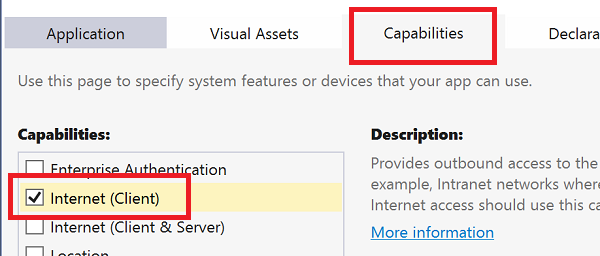 Application Visual Assets Capabilities Declara
Use this page to specify system features or devices that your app can use.
Capabilities: Description:
Enterprise Authentication Provides outbound access to the
Internet (Client) example, Intranet networks where
Internet (Client & Server) Internet access should use this ca
Location More information